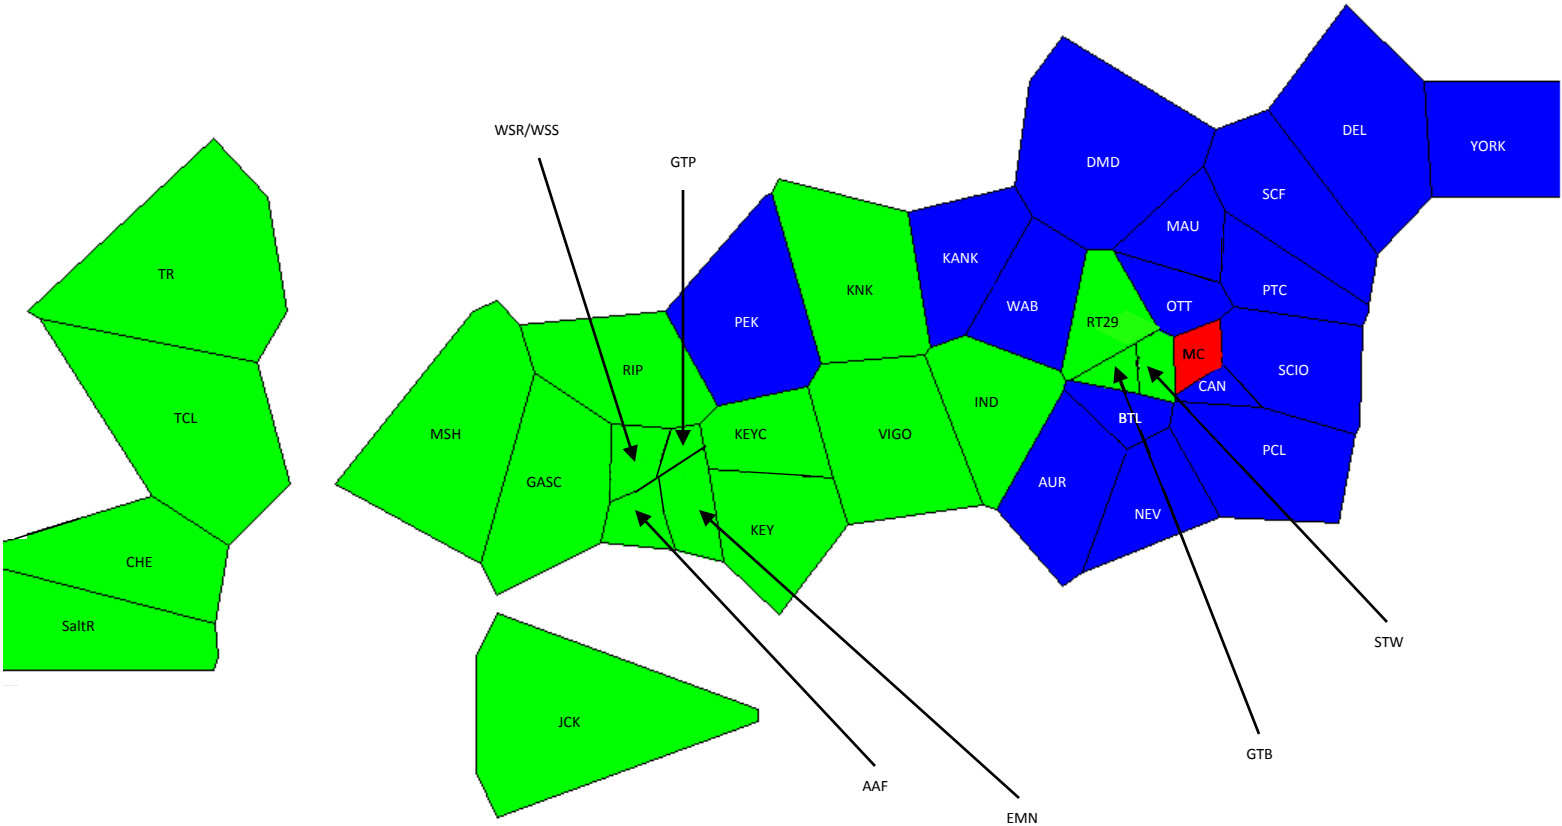 DEL
WSR/WSS
YORK
GTP
DMD
SCF
MAU
KANK
TR
KNK
PTC
WAB
OTT
RT29
PEK
MC
RIP
SCIO
CAN
IND
TCL
BTL
MSH
KEYC
VIGO
PCL
GASC
AUR
NEV
KEY
CHE
SaltR
STW
JCK
GTB
AAF
EMN